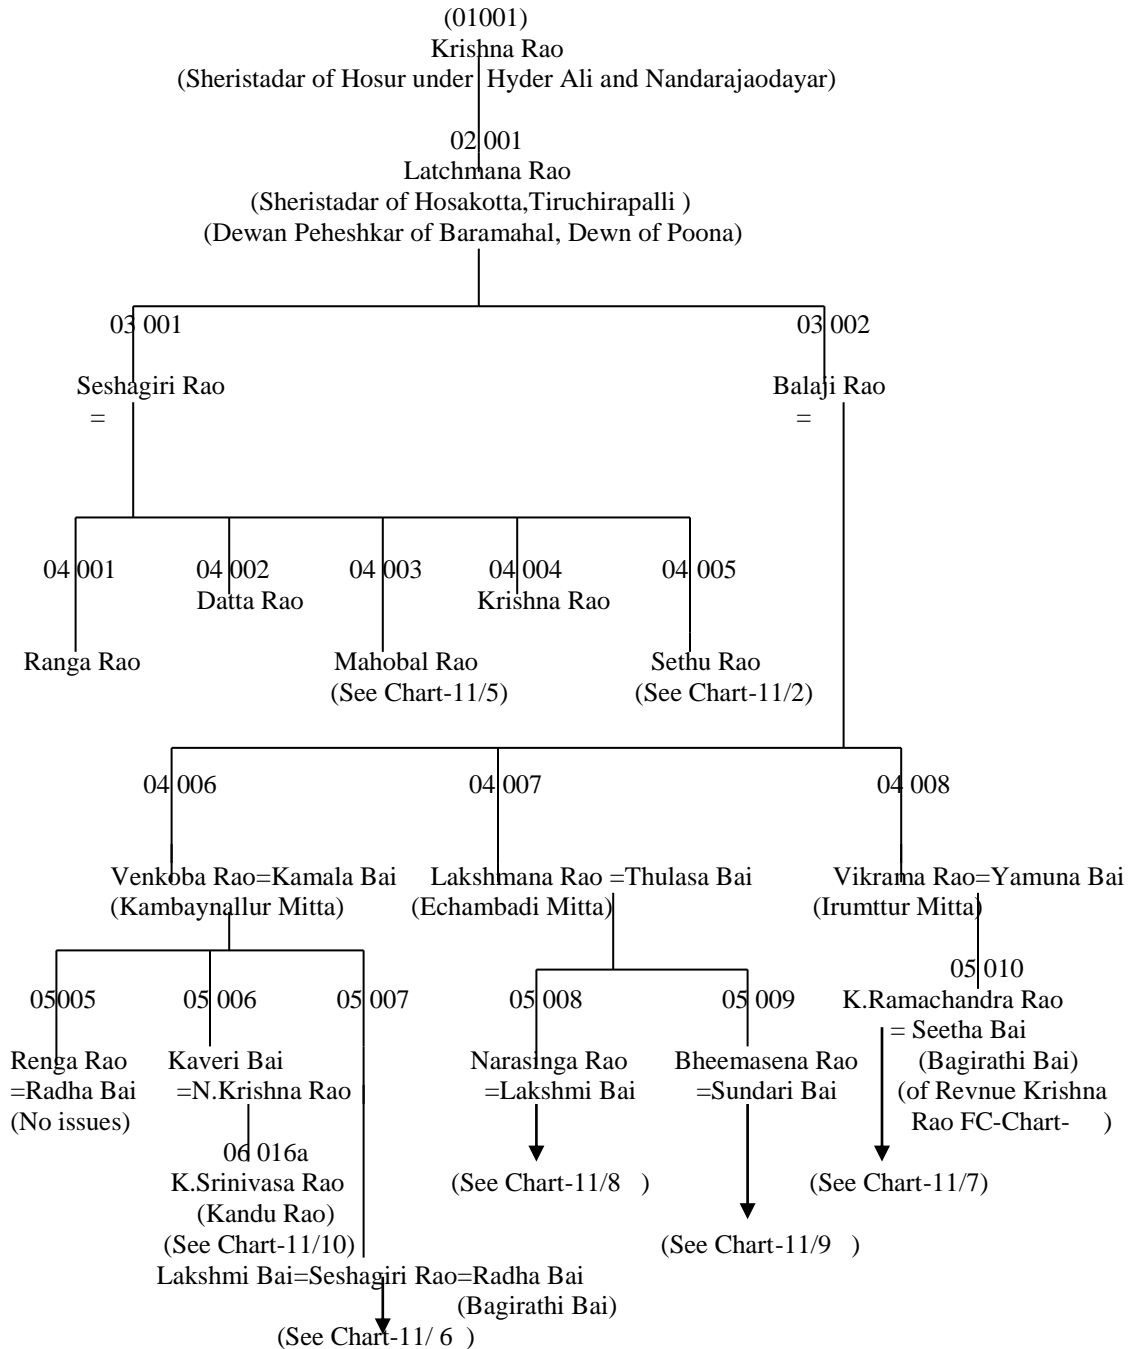 (01001)
Krishna Rao
(Sheristadar of Hosur under Hyder Ali and Nandarajaodayar)
02 001
Latchmana Rao
(Sheristadar of Hosakotta,Tiruchirapalli )
(Dewan Peheshkar of Baramahal, Dewn of Poona)
03 001 03 002
Seshagiri Rao Balaji Rao
= =
04 001 04 002 04 003 04 004 04 005
Datta Rao Krishna Rao
Ranga Rao Mahobal Rao Sethu Rao
(See Chart-11/5) (See Chart-11/2)
04 006 04 007 04 008
Venkoba Rao=Kamala Bai Lakshmana Rao =Thulasa Bai Vikrama Rao=Yamuna Bai
(Kambaynallur Mitta) (Echambadi Mitta) (Irumttur Mitta)
05 010
05005 05 006 05 007 05 008 05 009 K.Ramachandra Rao
= Seetha Bai
Renga Rao Kaveri Bai Narasinga Rao Bheemasena Rao (Bagirathi Bai)
=Radha Bai =N.Krishna Rao =Lakshmi Bai =Sundari Bai (of Revnue Krishna
(No issues) Rao FC-Chart- )
06 016a
K.Srinivasa Rao (See Chart-11/8 ) (See Chart-11/7)
(Kandu Rao)
(See Chart-11/10) (See Chart-11/9 )
Lakshmi Bai=Seshagiri Rao=Radha Bai
(Bagirathi Bai)
(See Chart-11/ 6 )